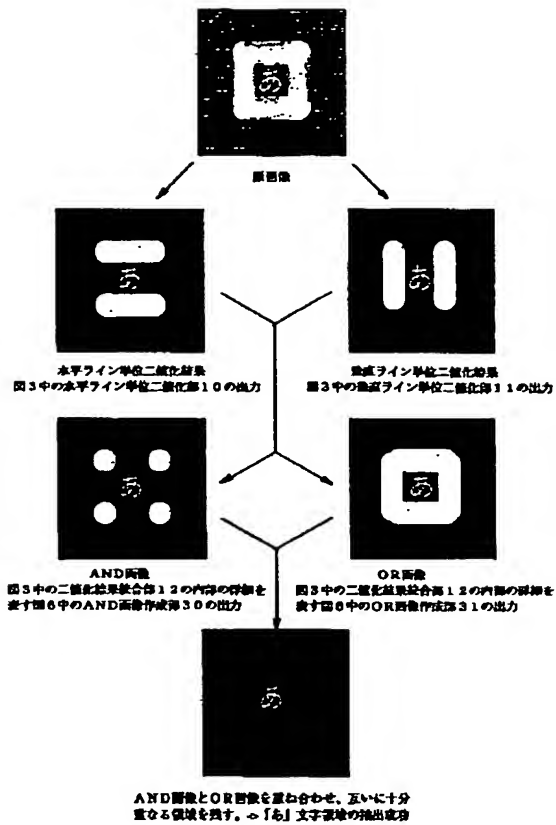 あ
原画像
あ
あ
水平ライン単位二値化結果
図3中の水平ライン単位二値化部10の出力
垂直ライン単位二値化結果
図3中の垂直ライン単位二値化部11の出力
あ
あ
AND画像
図3中の二値化結果統合部12の内部の詳細を
表す図6中のAND画像作成部30の出力
OR画像
図3中の二値化結果統合部12の内部の詳細を
表す図6中のOR画像作成部31の出力
あ
AND画像とOR画像を重ね合わせ、互いに十分
重なる領域を残す。->「あ」文字領域の抽出成功